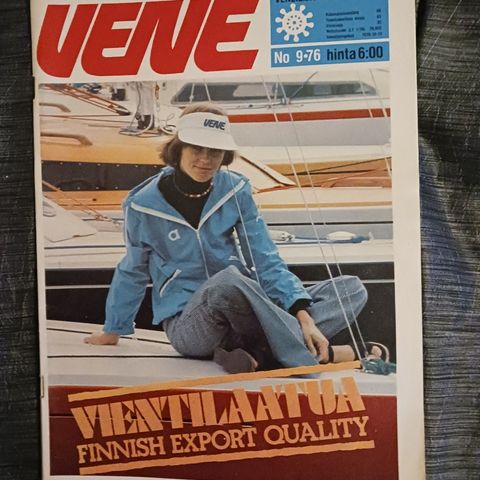 VENE
No 9•76 hinta 6:00
VENE
a
VIENTILAATUA
FINNISH EXPORT QUALITY